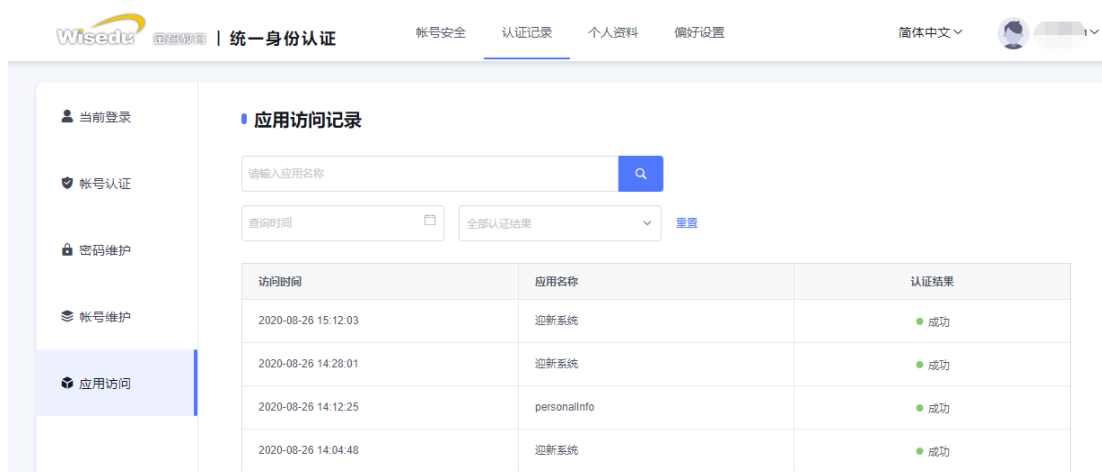 Wisedu 金智教育 | 统一身份认证
帐号安全 认证记录 个人资料 偏好设置 简体中文
当前登录
帐号认证
密码维护
帐号维护
应用访问
应用访问记录
请输入应用名称
查询时间 全部认证结果 重置
访问时间 应用名称 认证结果
2020-08-26 15:12:03 迎新系统 成功
2020-08-26 14:28:01 迎新系统 成功
2020-08-26 14:12:25 personalInfo 成功
2020-08-26 14:04:48 迎新系统 成功